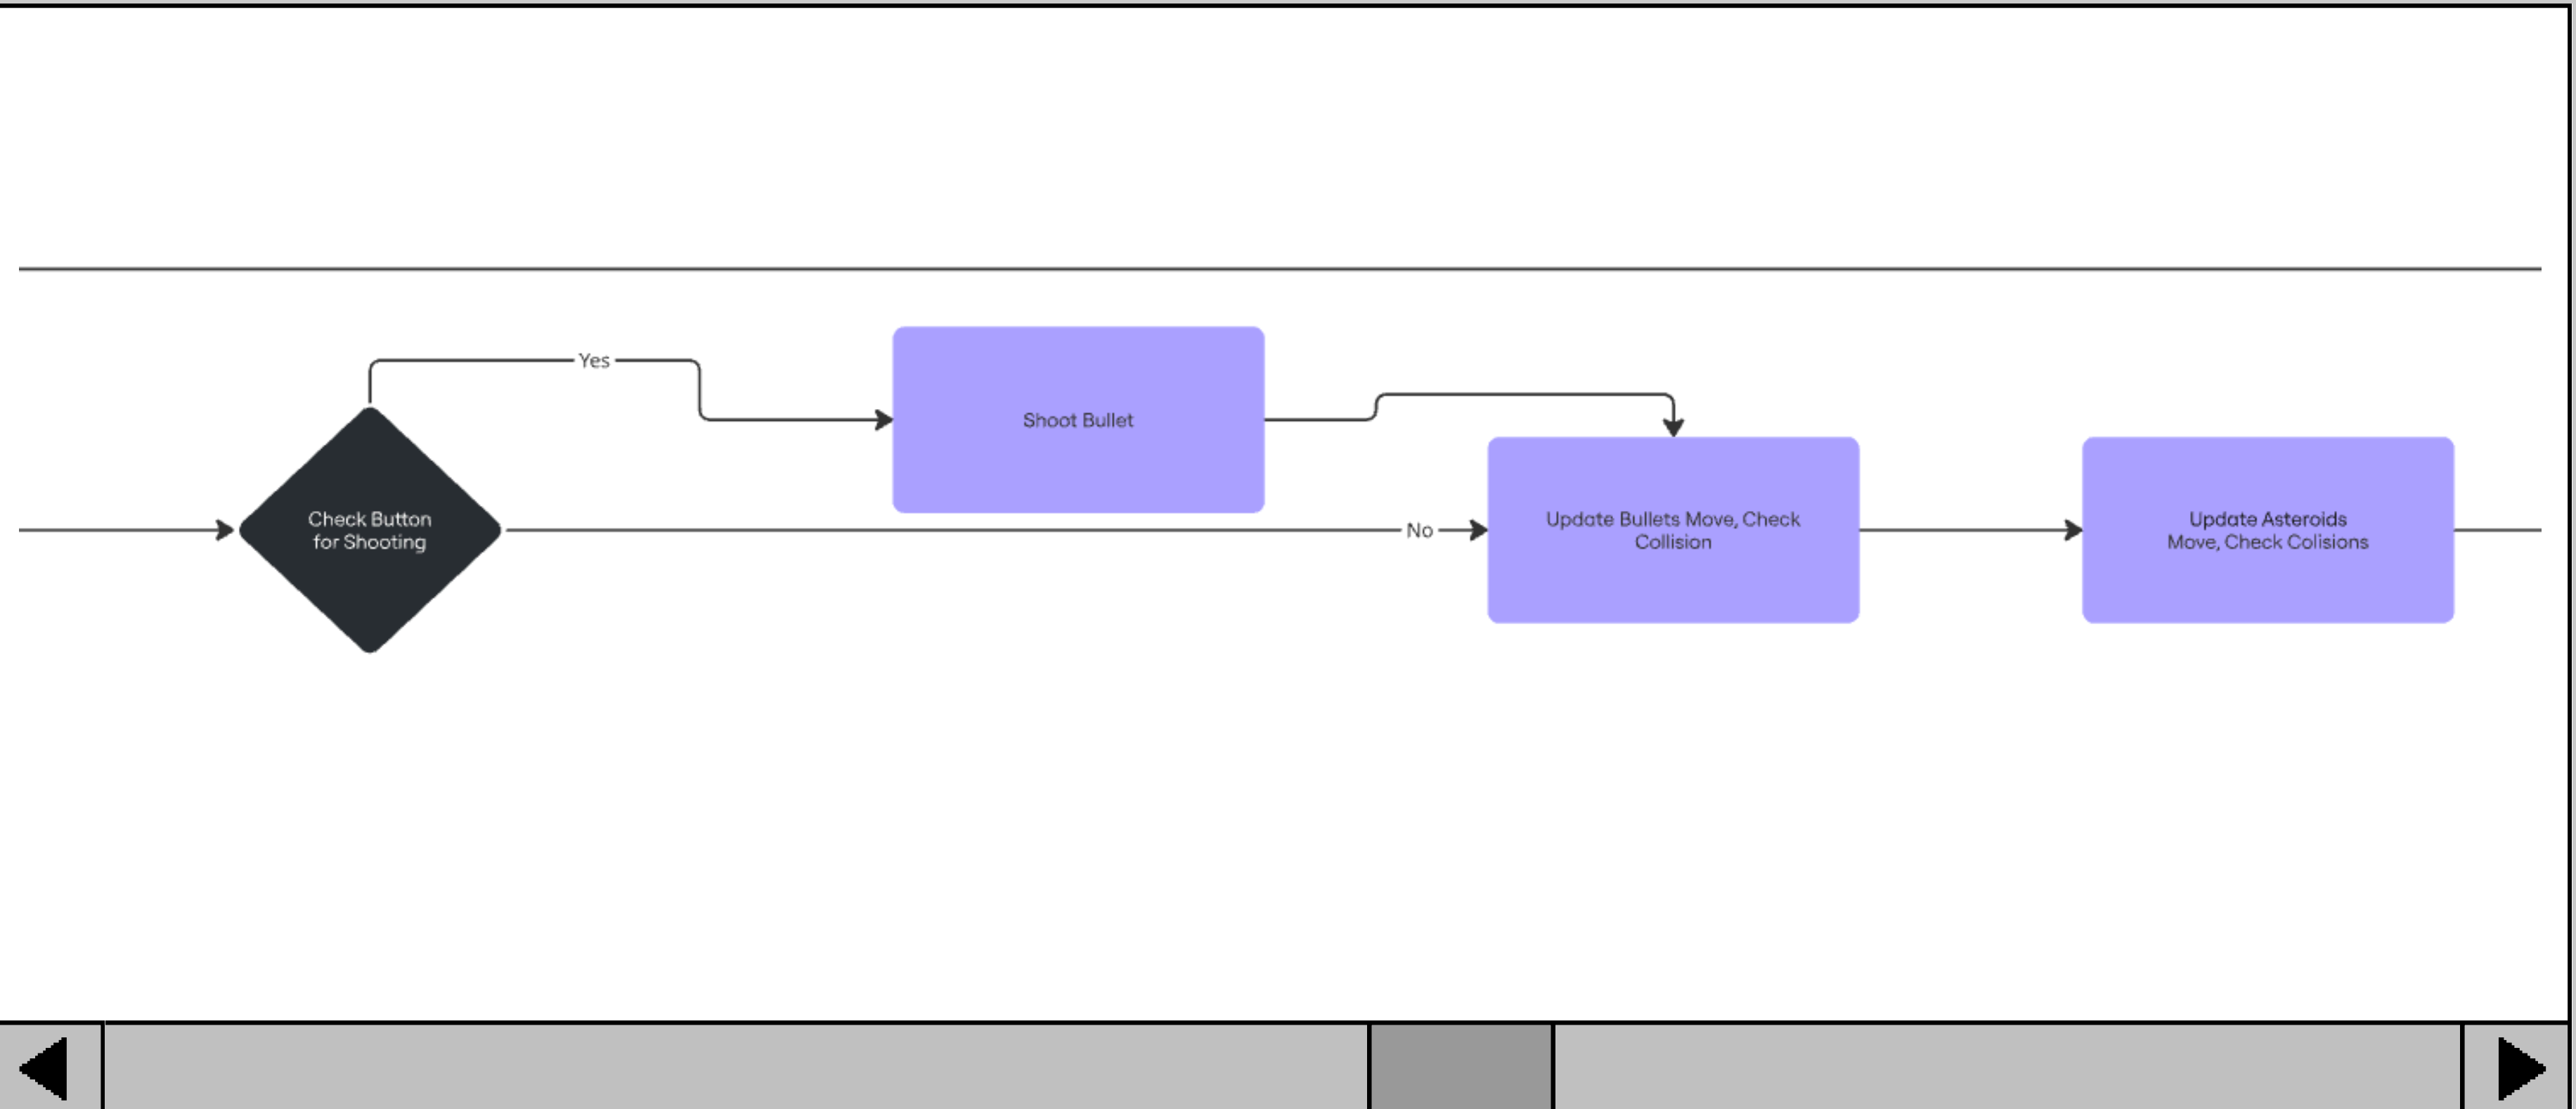 Yes
Shoot Bullet
Check Button
for Shooting
No
Update Bullets Move, Check
Collision
Update Asteroids
Move, Check Colisions